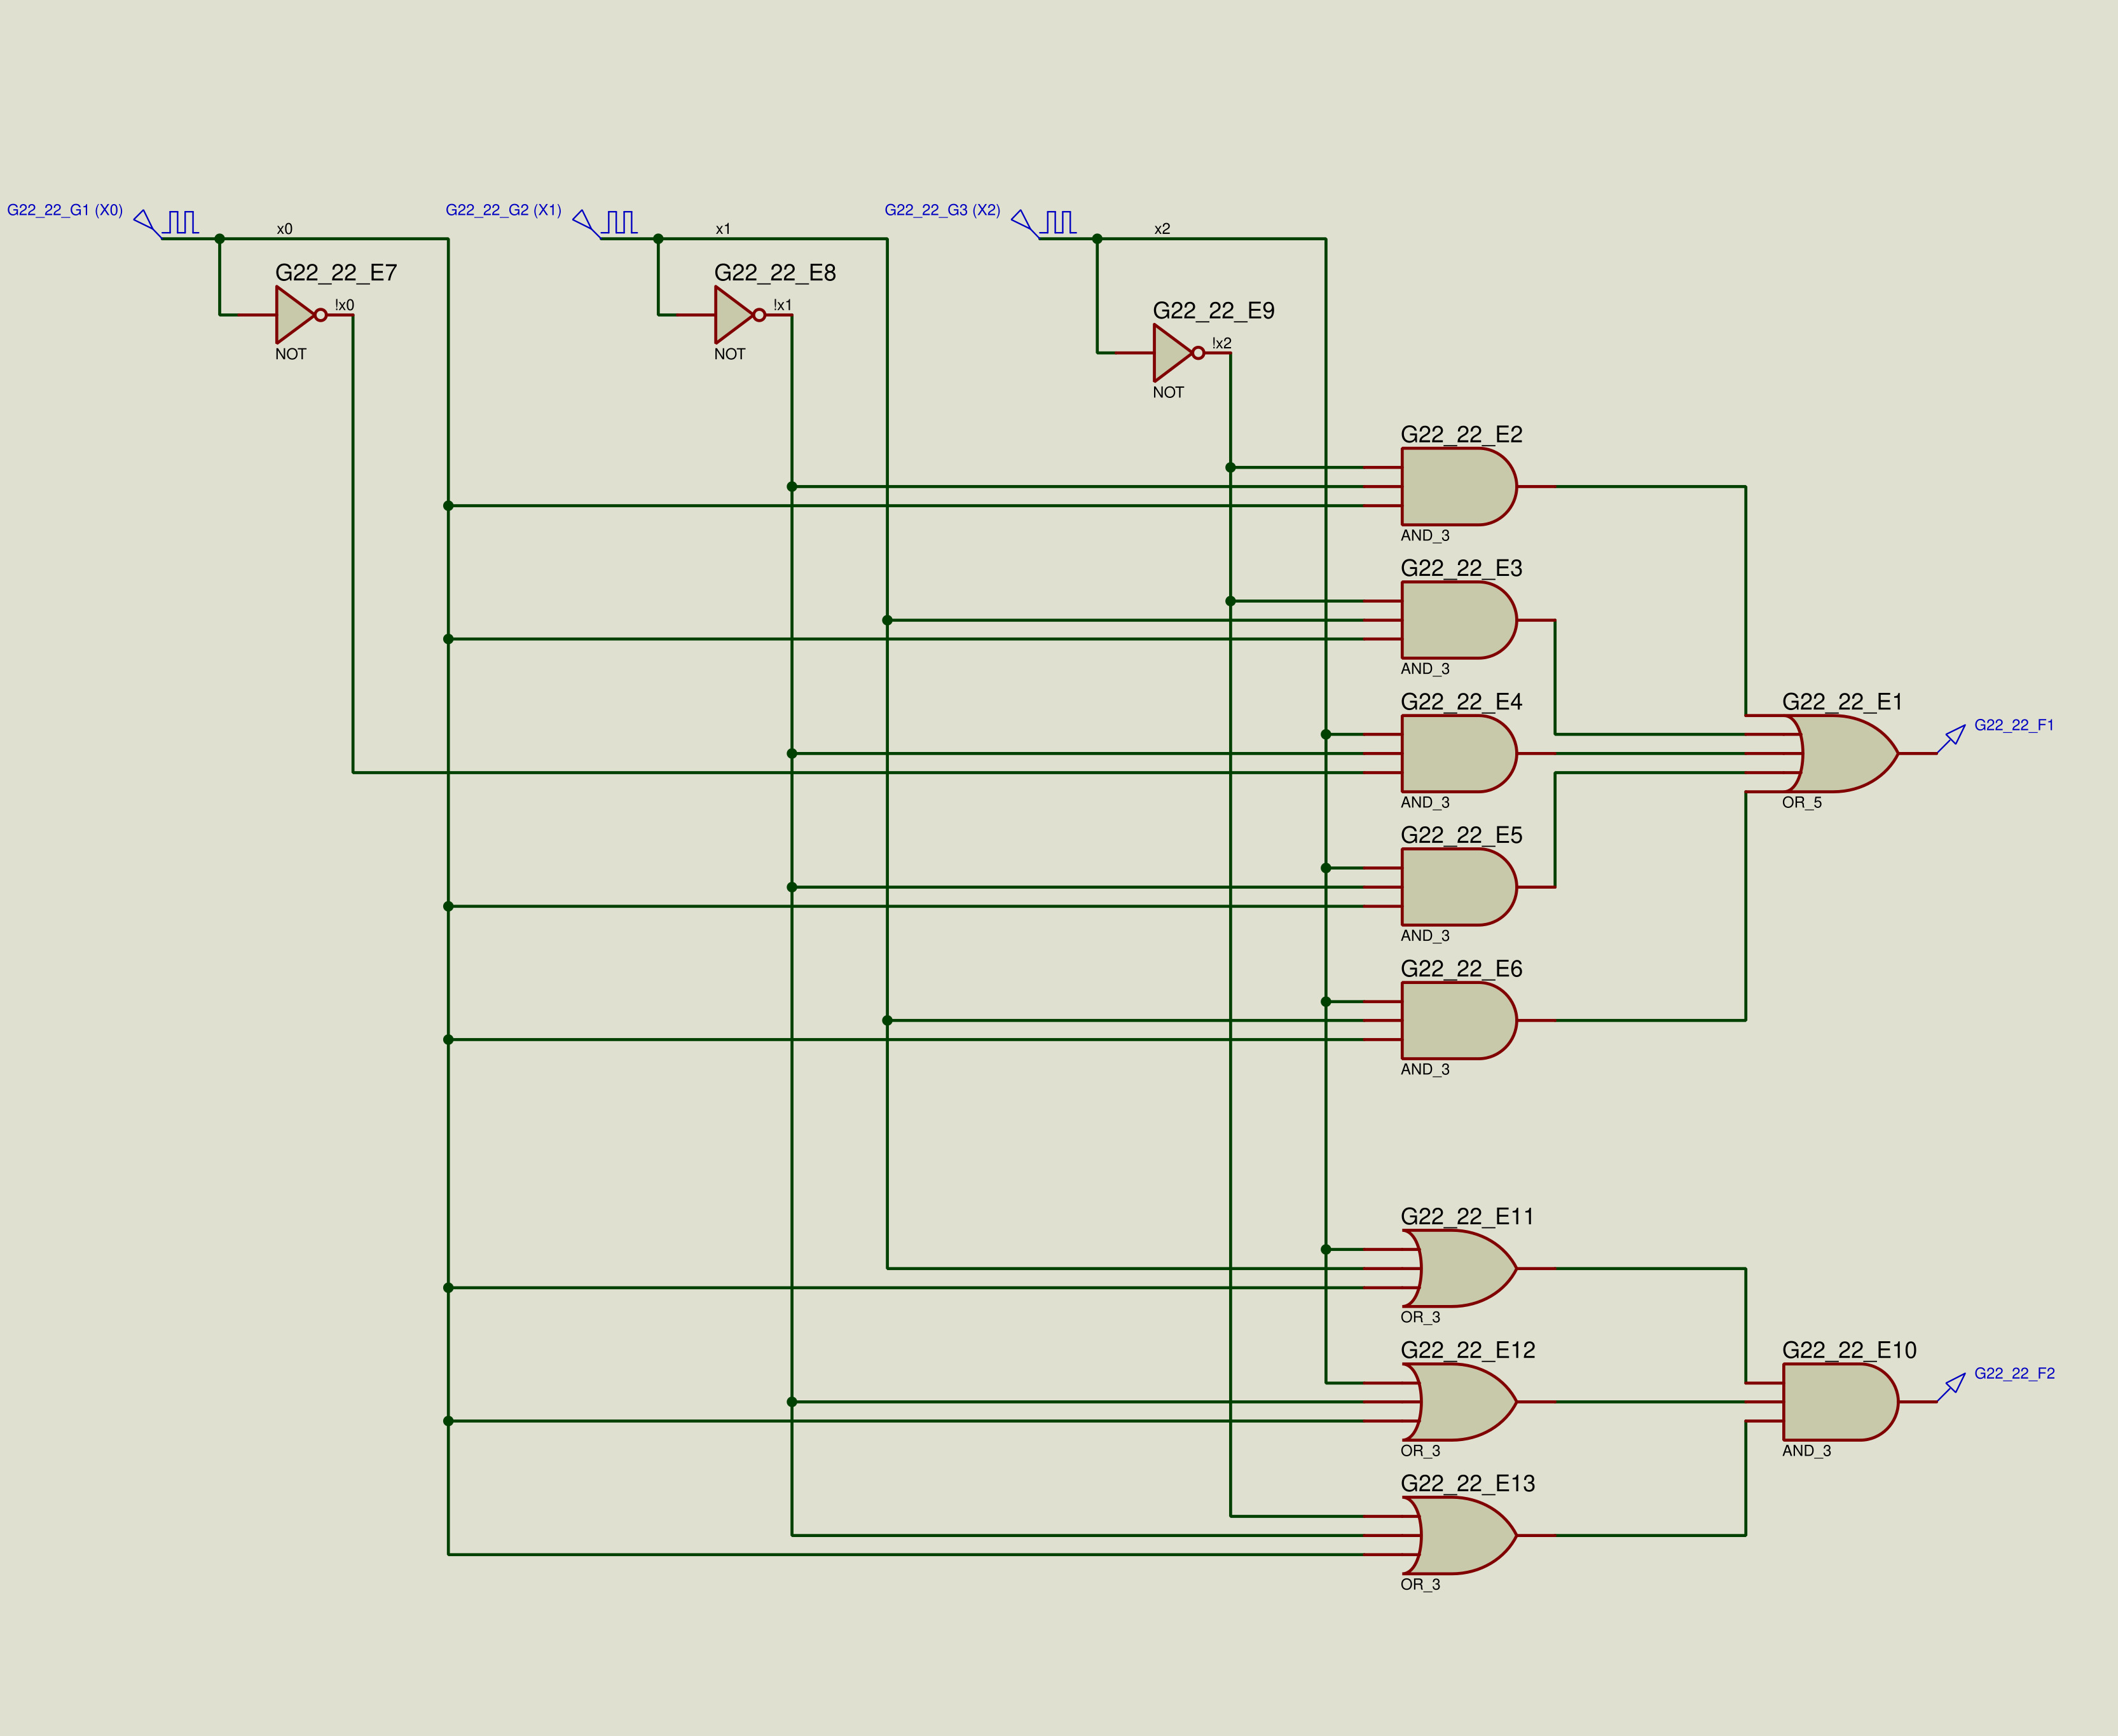 G22_22_G1 (X0)
G22_22_G2 (X1)
G22_22_G3 (X2)
x0
x1
x2
G22_22_E7
!x0
NOT
G22_22_E8
!x1
NOT
G22_22_E9
!x2
NOT
G22_22_E2
AND_3
G22_22_E3
AND_3
G22_22_E4
AND_3
G22_22_E1
OR_5
G22_22_F1
G22_22_E5
AND_3
G22_22_E6
AND_3
G22_22_E11
OR_3
G22_22_E12
OR_3
G22_22_E10
AND_3
G22_22_F2
G22_22_E13
OR_3